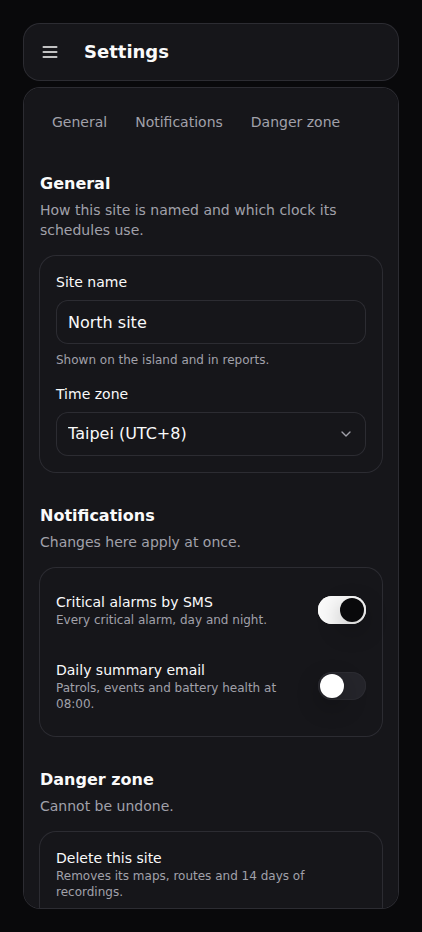 Settings
General Notifications Danger zone
General
How this site is named and which clock its
schedules use.
Site name
North site
Shown on the island and in reports.
Time zone
Taipei (UTC+8)
Notifications
Changes here apply at once.
Critical alarms by SMS
Every critical alarm, day and night.
Daily summary email
Patrols, events and battery health at
08:00.
Danger zone
Cannot be undone.
Delete this site
Removes its maps, routes and 14 days of
recordings.